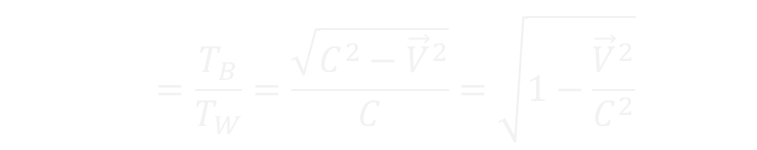 = T_B / T_W = √(C² − V⃗²) / C = √(1 − V⃗² / C²)